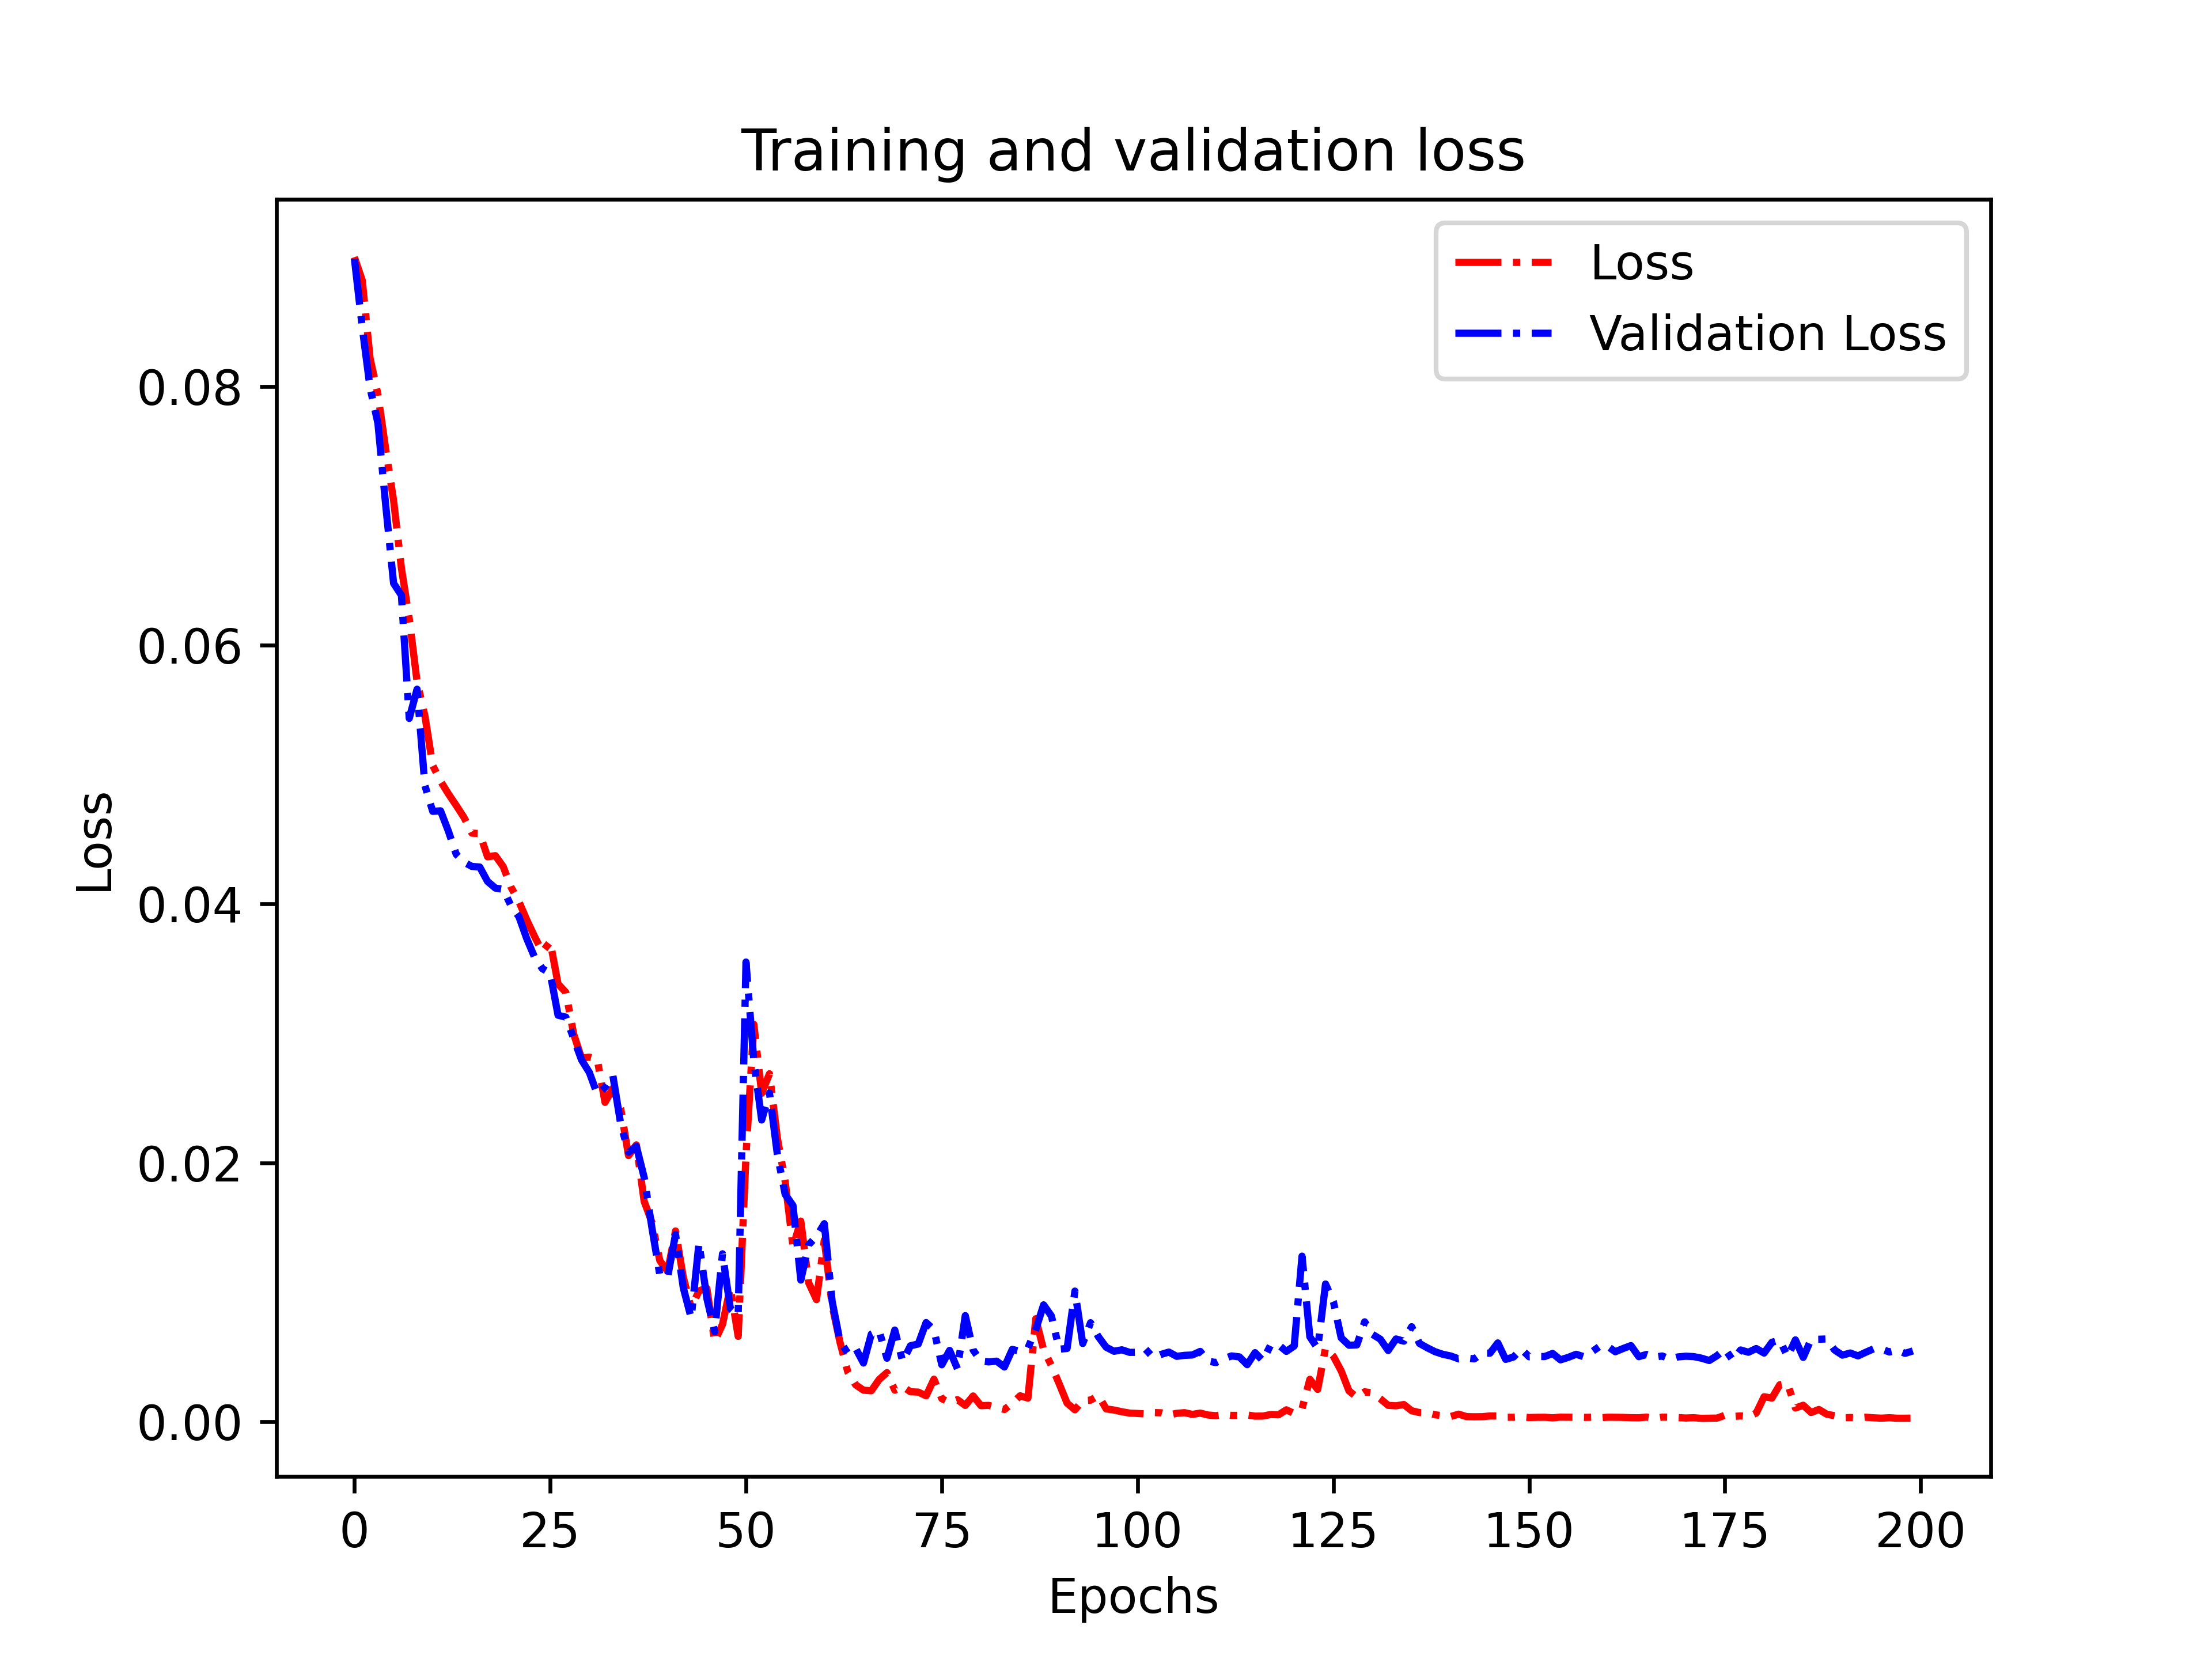 Training and validation loss
Loss
Validation Loss
0.08
0.06
0.04
0.02
0.00
Loss
0 25 50 75 100 125 150 175 200
Epochs